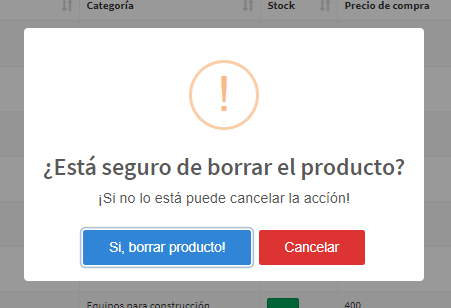 Categoría Stock Precio de compra
!
¿Está seguro de borrar el producto?
¡Si no lo está puede cancelar la accíón!
Si, borrar producto!
Cancelar
Equipos para construcción 400